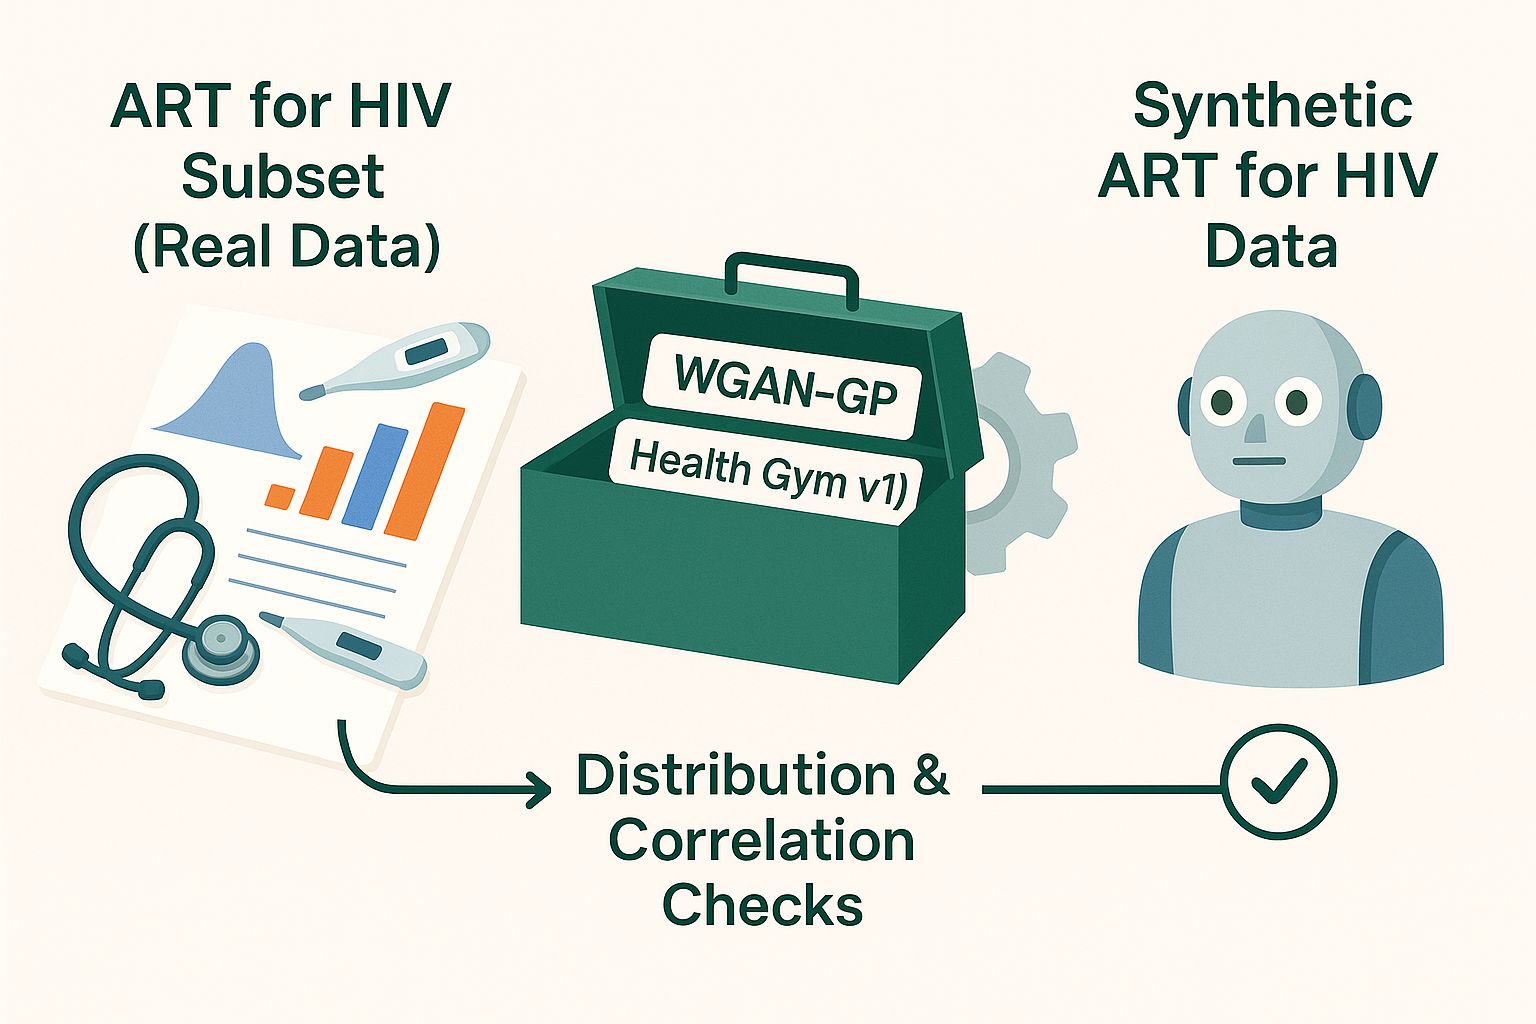 ART for HIV
Subset
(Real Data)
WGAN-GP
Health Gym v1)
Synthetic
ART for HIV
Data
Distribution &
Correlation
Checks